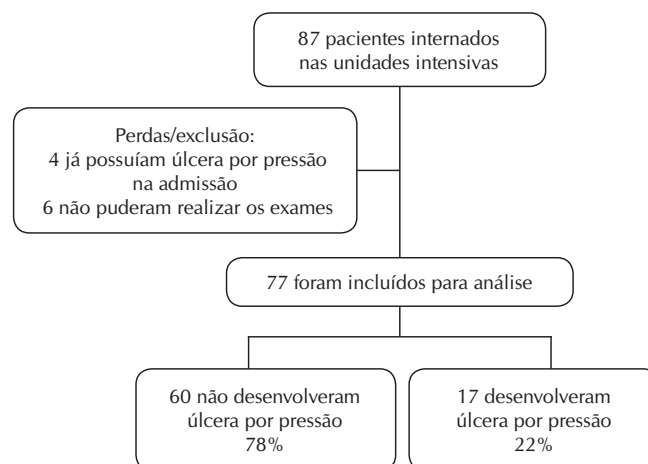 87 pacientes internados
nas unidades intensivas
Perdas/exclusão:
4 já possuíam úlcera por pressão
na admissão
6 não puderam realizar os exames
77 foram incluídos para análise
60 não desenvolveram
úlcera por pressão
78%
17 desenvolveram
úlcera por pressão
22%